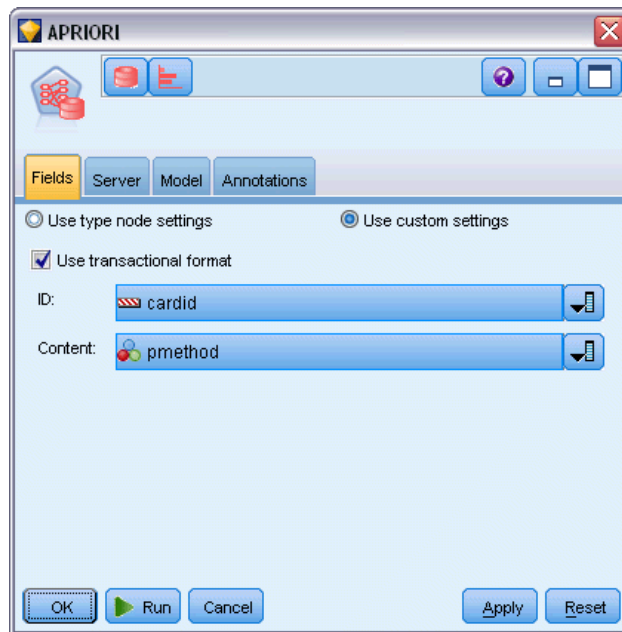 APRIORI
Fields Server Model Annotations
Use type node settings Use custom settings
Use transactional format
ID: cardid
Content: pmethod
OK Run Cancel Apply Reset